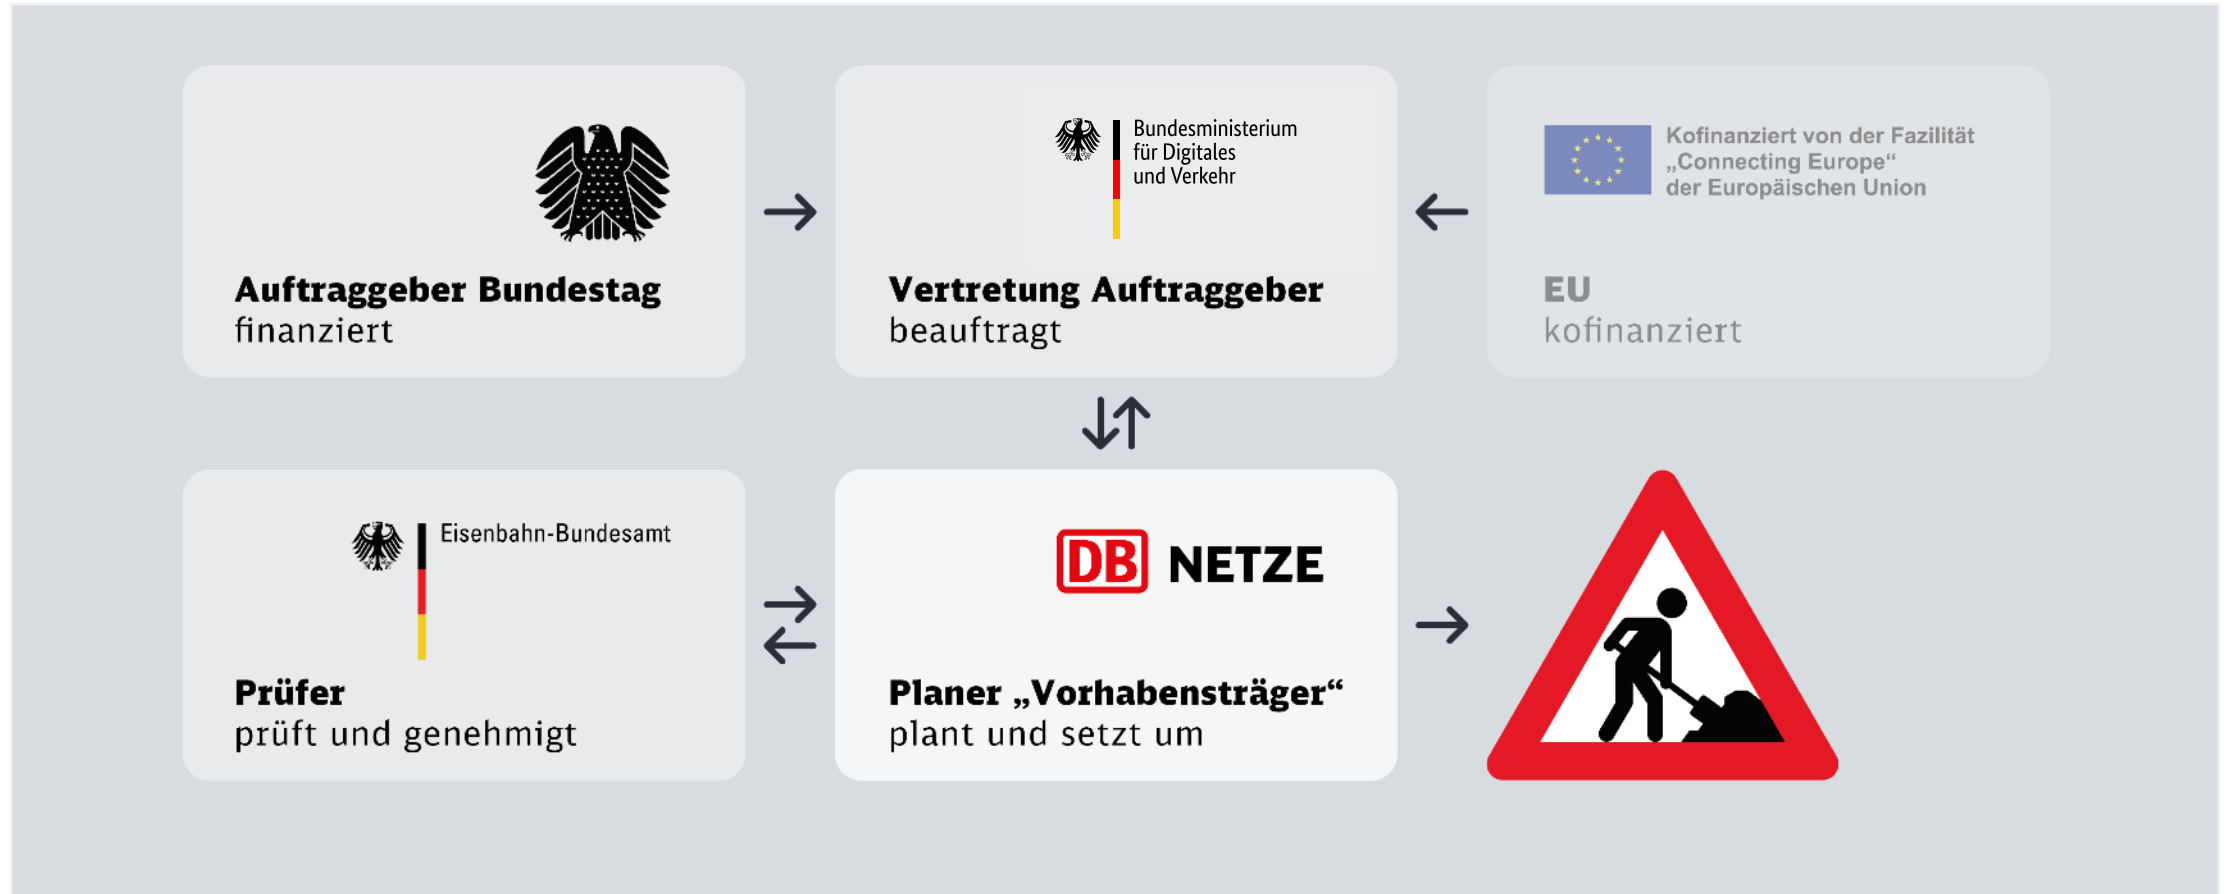 Auftraggeber Bundestag
finanziert
Bundesministerium
für Digitales
und Verkehr
Vertretung Auftraggeber
beauftragt
Kofinanziert von der Fazilität
„Connecting Europe“
der Europäischen Union
EU
kofinanziert
Eisenbahn-Bundesamt
Prüfer
prüft und genehmigt
DB NETZE
Planer „Vorhabensträger“
plant und setzt um